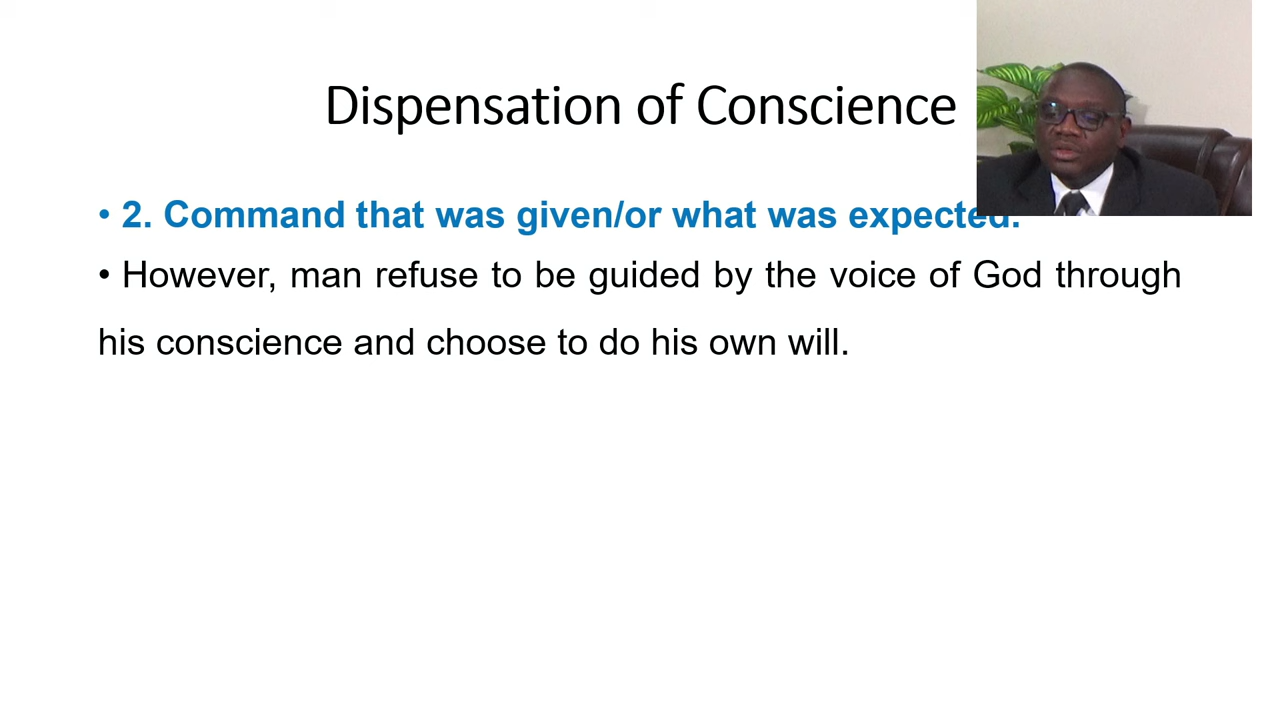 Dispensation of Conscience
• 2. Command that was given/or what was expected.
• However, man refuse to be guided by the voice of God through
his conscience and choose to do his own will.